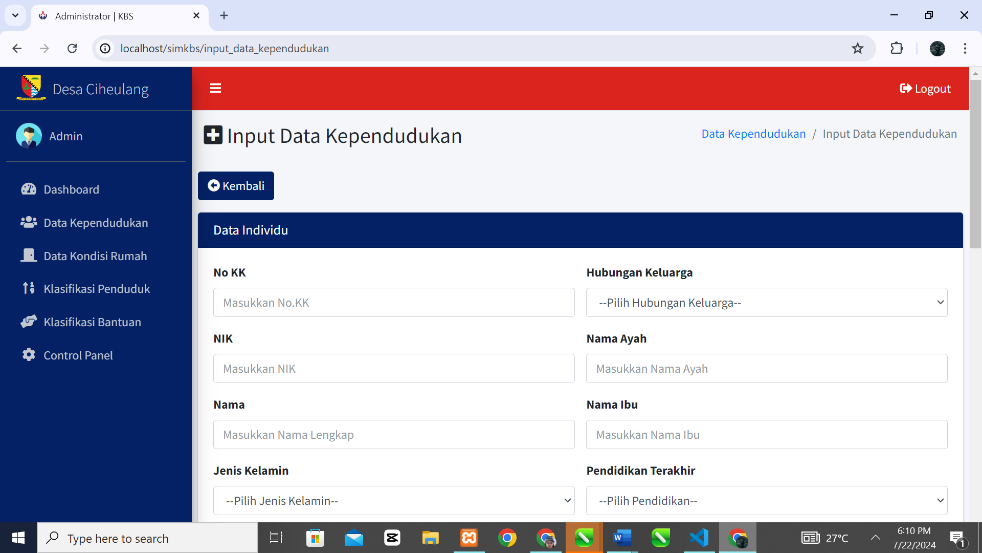 Administrator | KBS
localhost/simkbs/input_data_kependudukan
Desa Ciheulang
Logout
Admin
Input Data Kependudukan
Data Kependudukan / Input Data Kependudukan
Kembali
Dashboard
Data Kependudukan
Data Kondisi Rumah
Klasifikasi Penduduk
Klasifikasi Bantuan
Control Panel
Data Individu
No KK
Masukkan No.KK
Hubungan Keluarga
--Pilih Hubungan Keluarga--
NIK
Masukkan NIK
Nama Ayah
Masukkan Nama Ayah
Nama
Masukkan Nama Lengkap
Nama Ibu
Masukkan Nama Ibu
Jenis Kelamin
--Pilih Jenis Kelamin--
Pendidikan Terakhir
--Pilih Pendidikan--
Type here to search
27°C
6:10 PM
7/22/2024
1